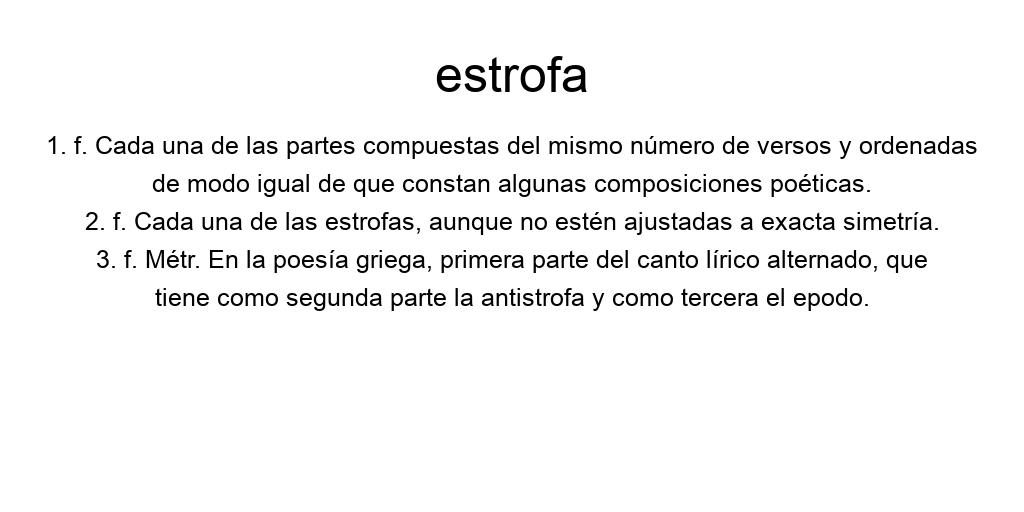 estrofa
1. f. Cada una de las partes compuestas del mismo número de versos y ordenadas
de modo igual de que constan algunas composiciones poéticas.
2. f. Cada una de las estrofas, aunque no estén ajustadas a exacta simetría.
3. f. Métr. En la poesía griega, primera parte del canto lírico alternado, que
tiene como segunda parte la antistrofa y como tercera el epodo.